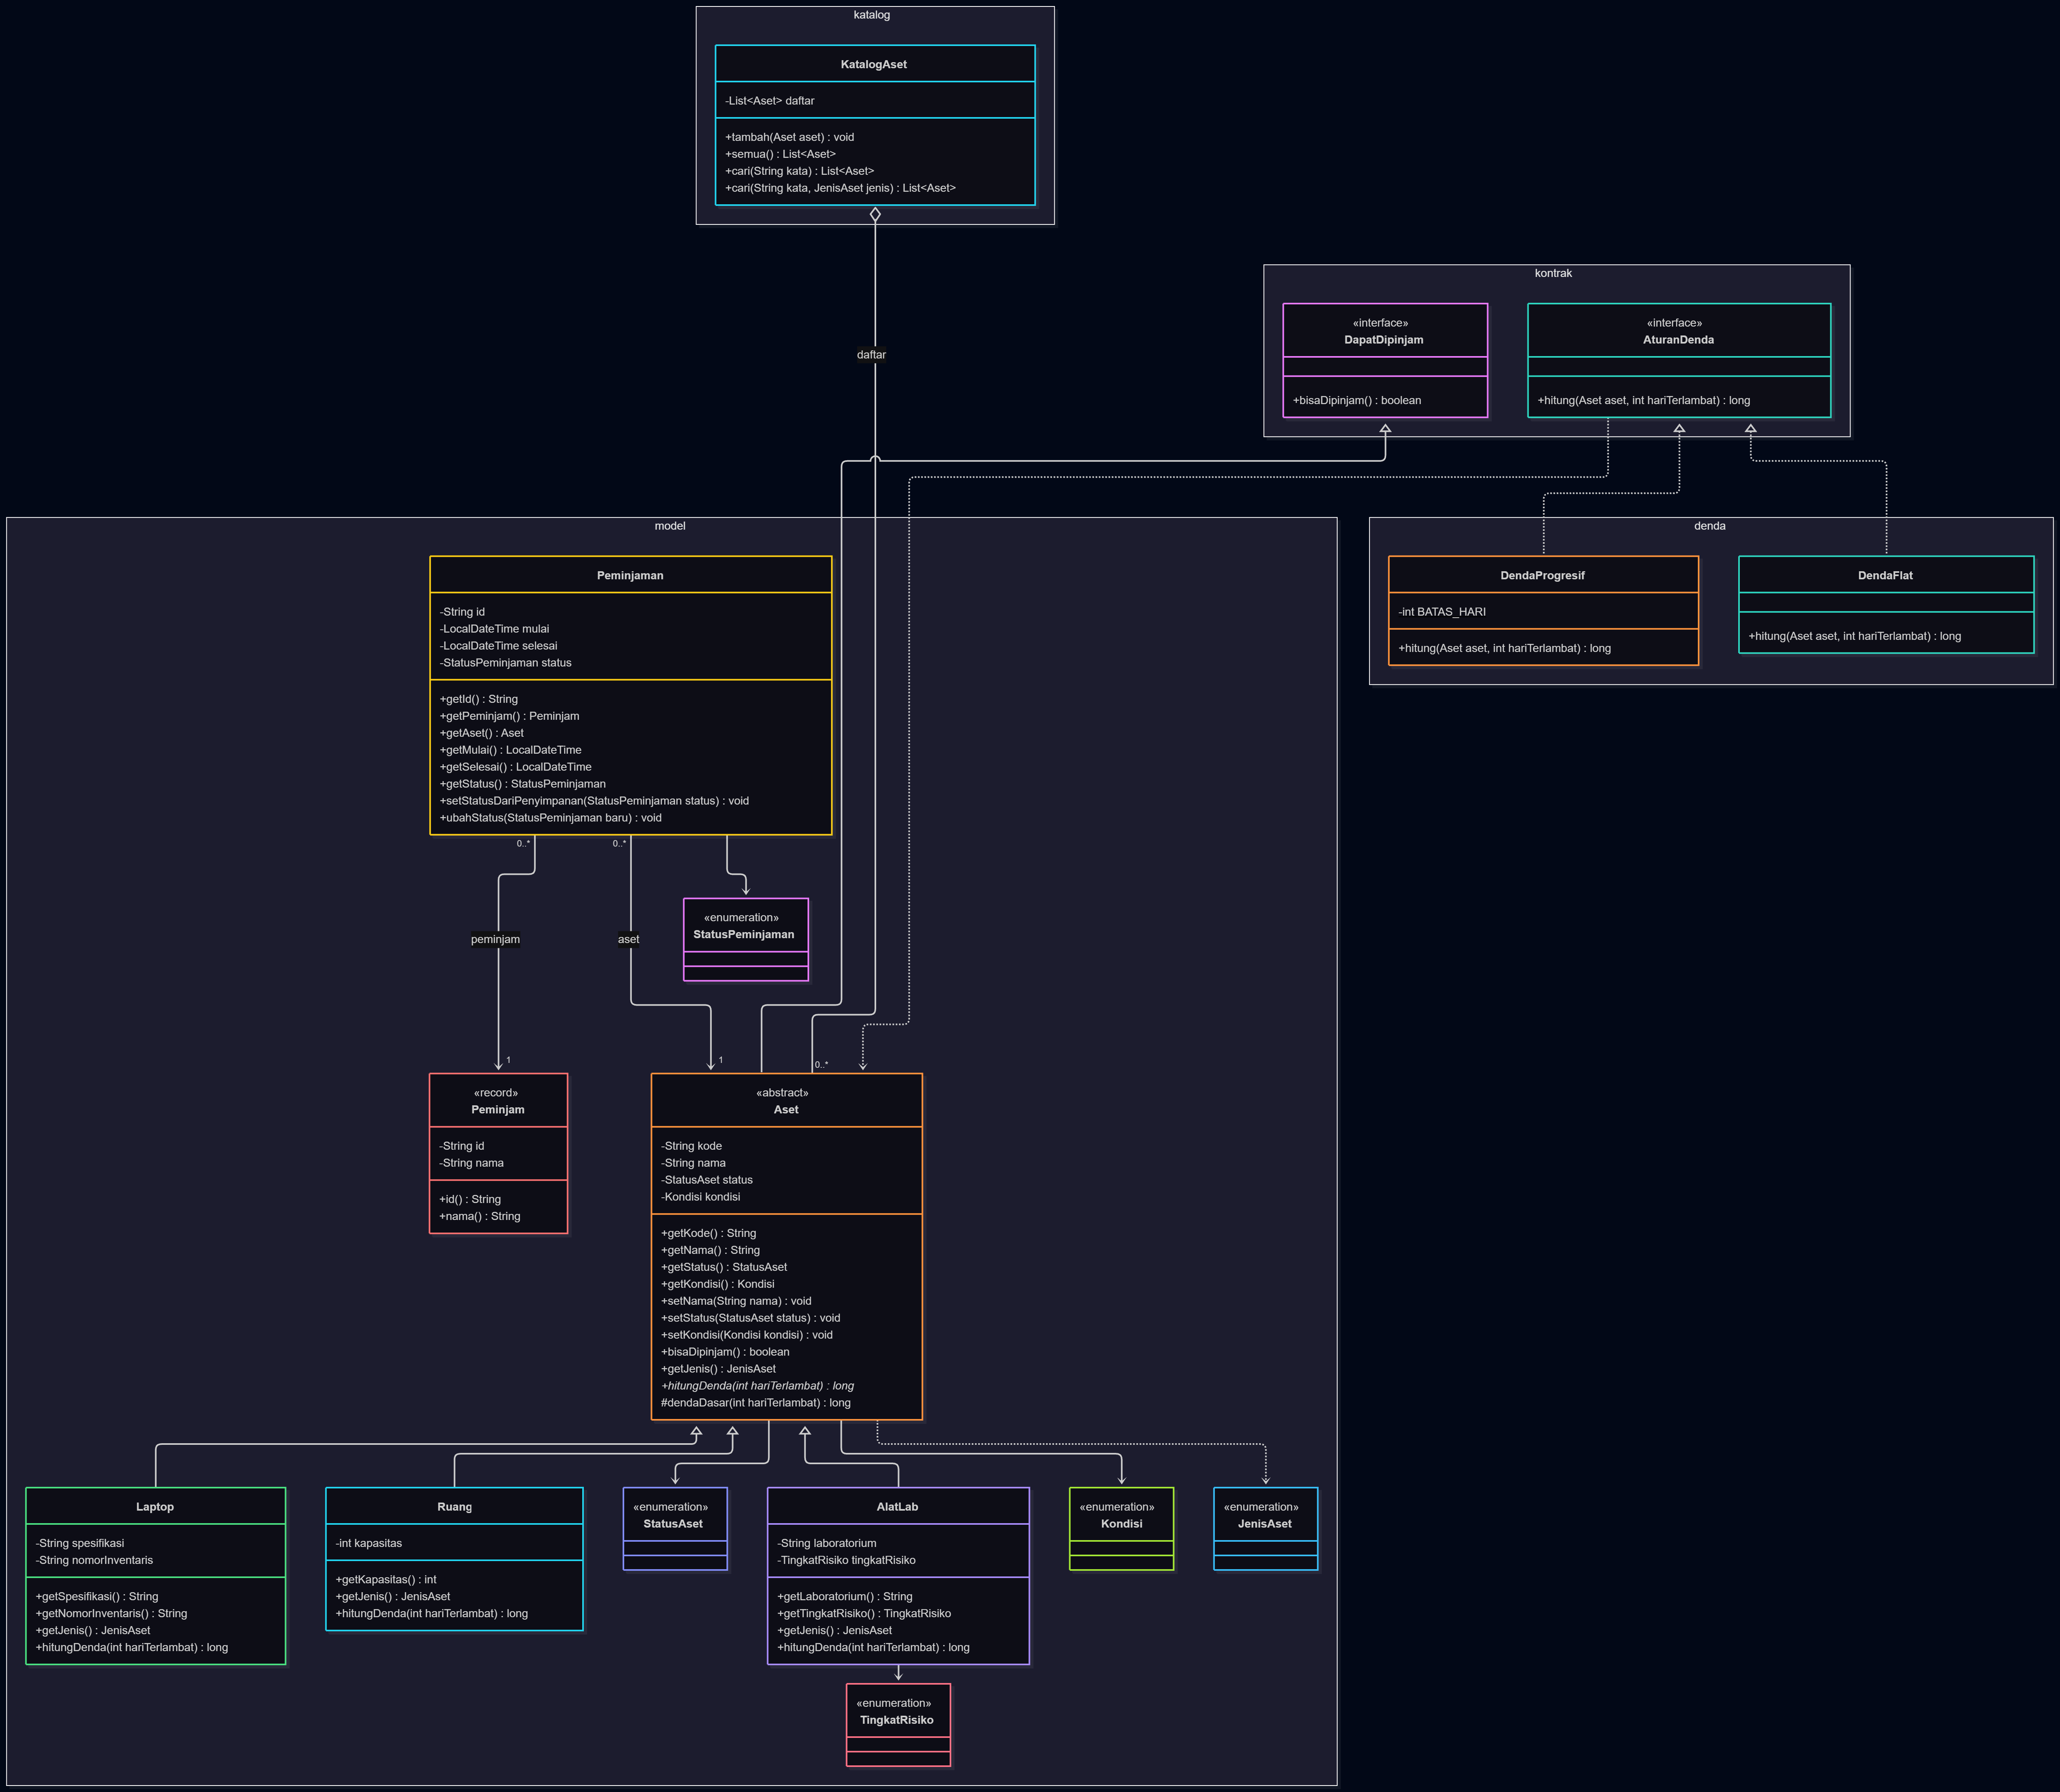 katalog
KatalogAset
-List<Aset> daftar
+tambah(Aset aset) : void
+semua() : List<Aset>
+cari(String kata) : List<Aset>
+cari(String kata, JenisAset jenis) : List<Aset>
daftar
kontrak
«interface»
DapatDipinjam
+bisaDipinjam() : boolean
«interface»
AturanDenda
+hitung(Aset aset, int hariTerlambat) : long
model
Peminjaman
-String id
-LocalDateTime mulai
-LocalDateTime selesai
-StatusPeminjaman status
+getId() : String
+getPeminjam() : Peminjam
+getAset() : Aset
+getMulai() : LocalDateTime
+getSelesai() : LocalDateTime
+getStatus() : StatusPeminjaman
+setStatusDariPenyimpanan(StatusPeminjaman status) : void
+ubahStatus(StatusPeminjaman baru) : void
denda
DendaProgresif
-int BATAS_HARI
+hitung(Aset aset, int hariTerlambat) : long
DendaFlat
+hitung(Aset aset, int hariTerlambat) : long
0..*
0..*
peminjam
aset
«enumeration»
StatusPeminjaman
1
1
0..*
«record»
Peminjam
-String id
-String nama
+id() : String
+nama() : String
«abstract»
Aset
-String kode
-String nama
-StatusAset status
-Kondisi kondisi
+getKode() : String
+getNama() : String
+getStatus() : StatusAset
+getKondisi() : Kondisi
+setNama(String nama) : void
+setStatus(StatusAset status) : void
+setKondisi(Kondisi kondisi) : void
+bisaDipinjam() : boolean
+getJenis() : JenisAset
+hitungDenda(int hariTerlambat) : long
#dendaDasar(int hariTerlambat) : long
Laptop
-String spesifikasi
-String nomorInventaris
+getSpesifikasi() : String
+getNomorInventaris() : String
+getJenis() : JenisAset
+hitungDenda(int hariTerlambat) : long
Ruang
-int kapasitas
+getKapasitas() : int
+getJenis() : JenisAset
+hitungDenda(int hariTerlambat) : long
«enumeration»
StatusAset
AlatLab
-String laboratorium
-TingkatRisiko tingkatRisiko
+getLaboratorium() : String
+getTingkatRisiko() : TingkatRisiko
+getJenis() : JenisAset
+hitungDenda(int hariTerlambat) : long
«enumeration»
Kondisi
«enumeration»
JenisAset
«enumeration»
TingkatRisiko